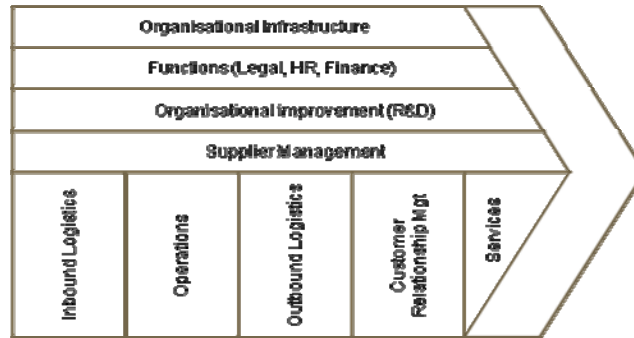 Organisational Infrastructure
Functions (Legal, HR, Finance)
Organisational Improvement (R&D)
Supplier Management
Inbound Logistics
Operations
Outbound Logistics
Customer
Relationship Mgt
Services